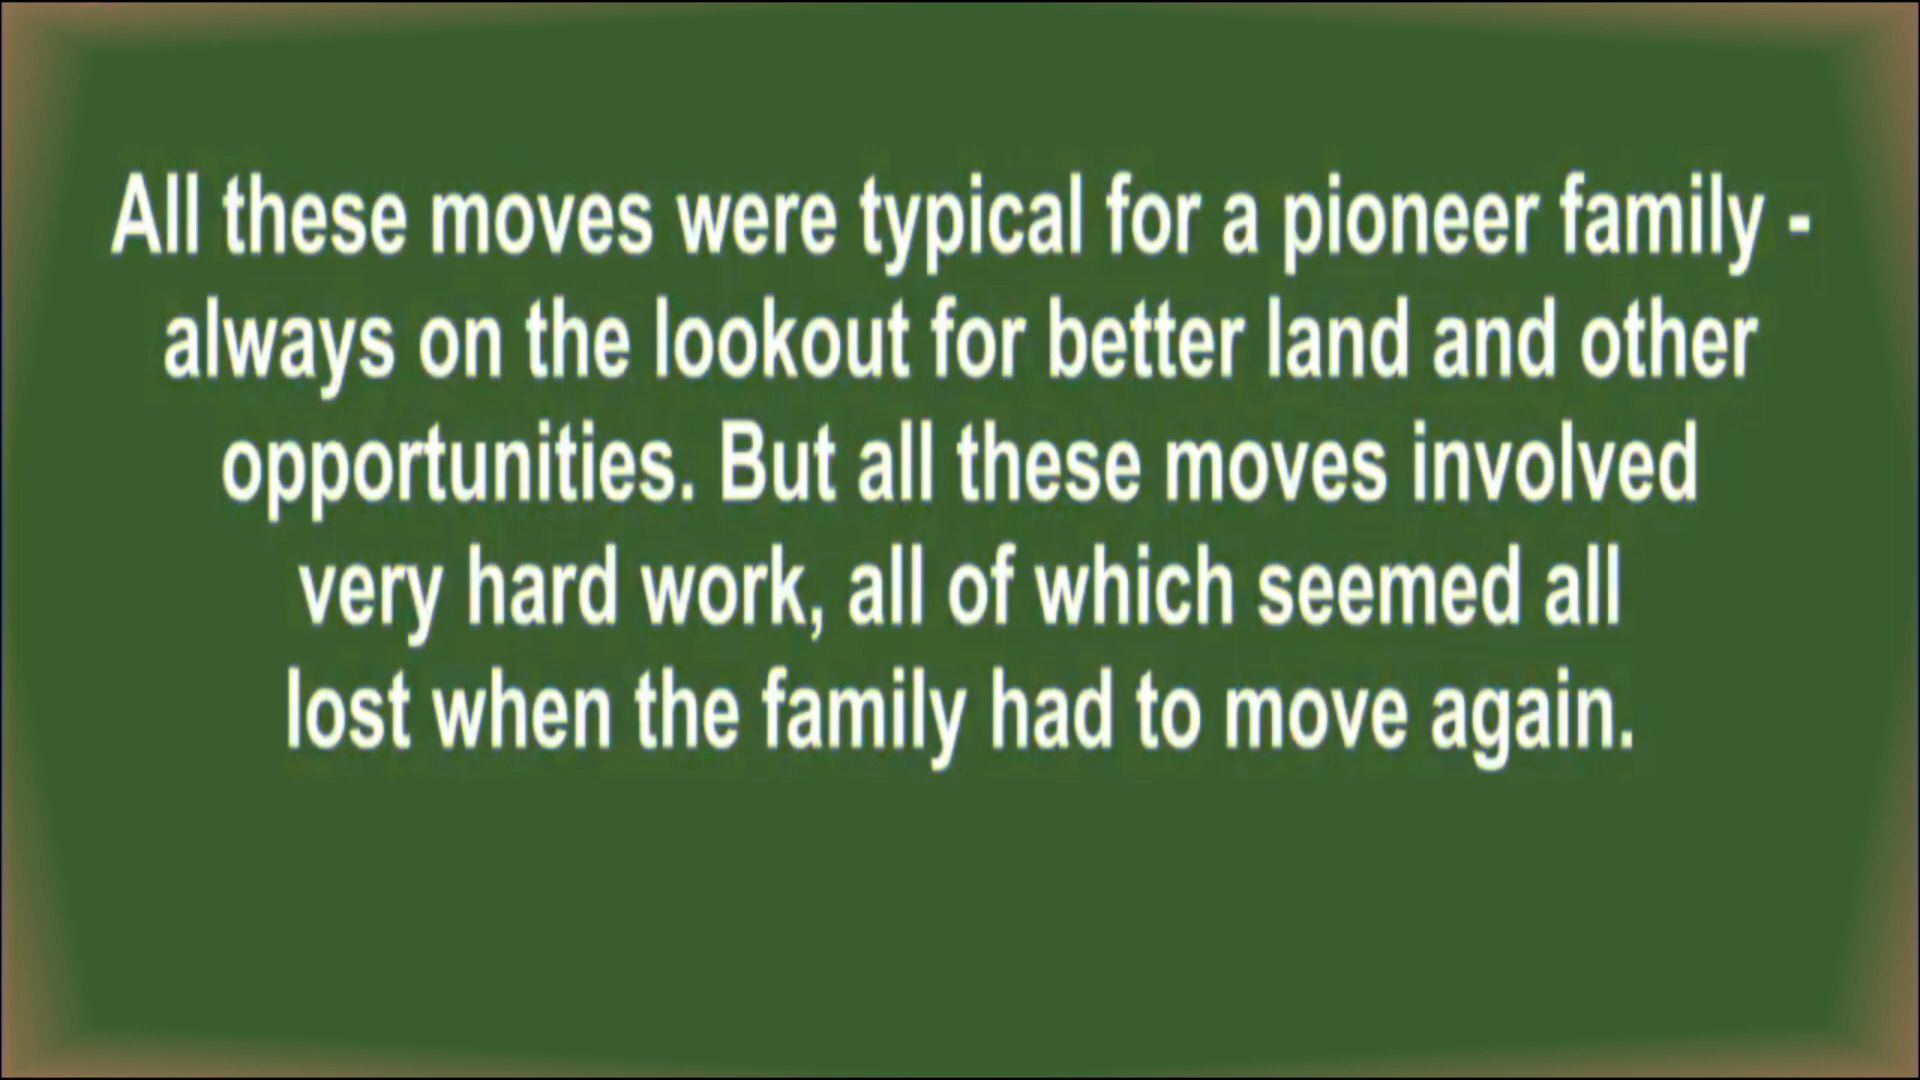 All these moves were typical for a pioneer family -
always on the lookout for better land and other
opportunities. But all these moves involved
very hard work, all of which seemed all
lost when the family had to move again.